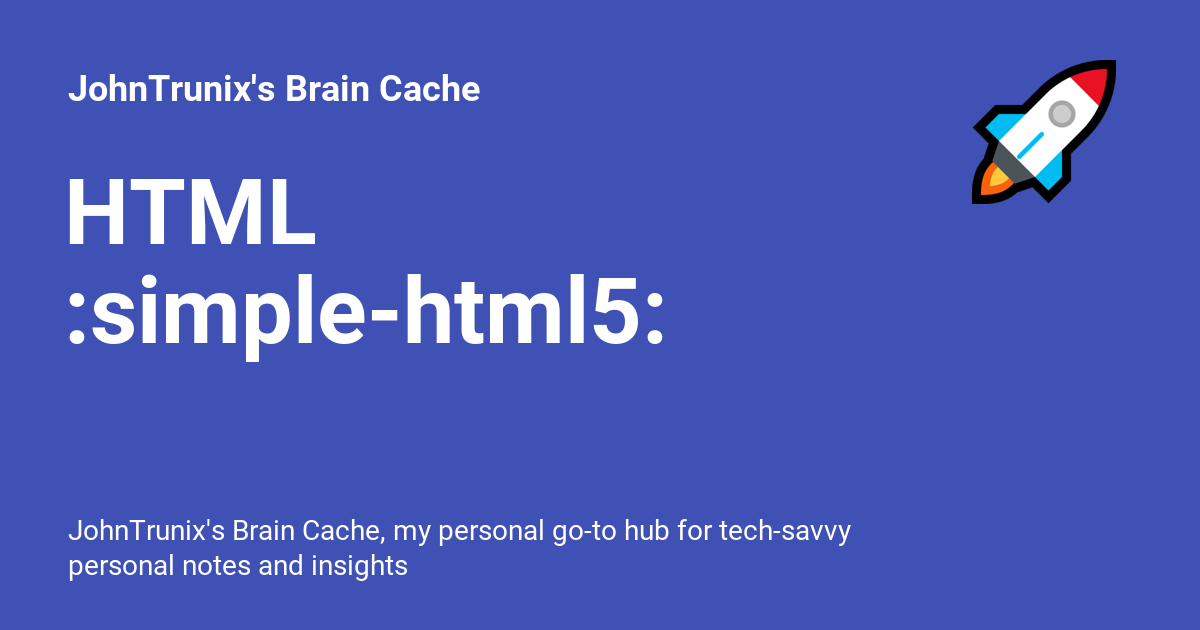 JohnTrunix's Brain Cache
HTML
:simple-html5:
JohnTrunix's Brain Cache, my personal go-to hub for tech-savvy
personal notes and insights